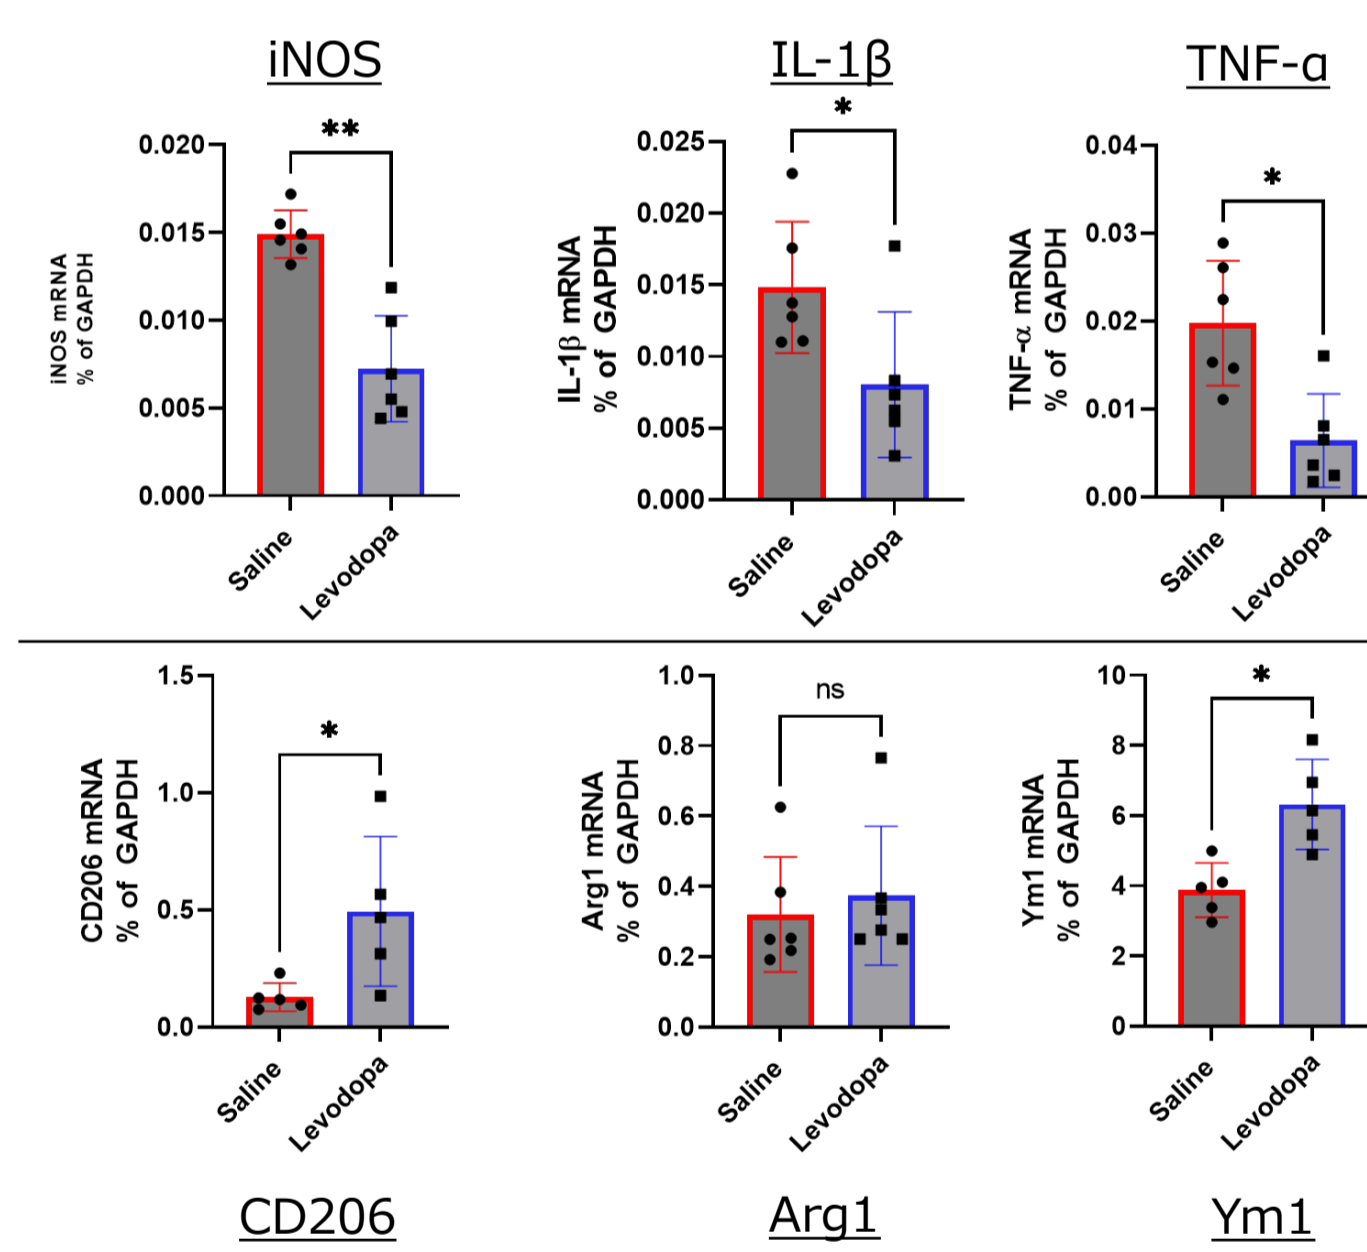 iNOS
**
iNOS mRNA
% of GAPDH
0.020
0.015
0.010
0.005
0.000
Saline
Levodopa
IL-1β
*
IL-1β mRNA
% of GAPDH
0.025
0.020
0.015
0.010
0.005
0.000
Saline
Levodopa
TNF-α
*
TNF-α mRNA
% of GAPDH
0.04
0.03
0.02
0.01
0.00
Saline
Levodopa
*
CD206 mRNA
% of GAPDH
1.5
1.0
0.5
0.0
Saline
Levodopa
CD206
ns
Arg1 mRNA
% of GAPDH
1.0
0.8
0.6
0.4
0.2
0.0
Saline
Levodopa
Arg1
*
Ym1 mRNA
% of GAPDH
10
8
6
4
2
0
Saline
Levodopa
Ym1